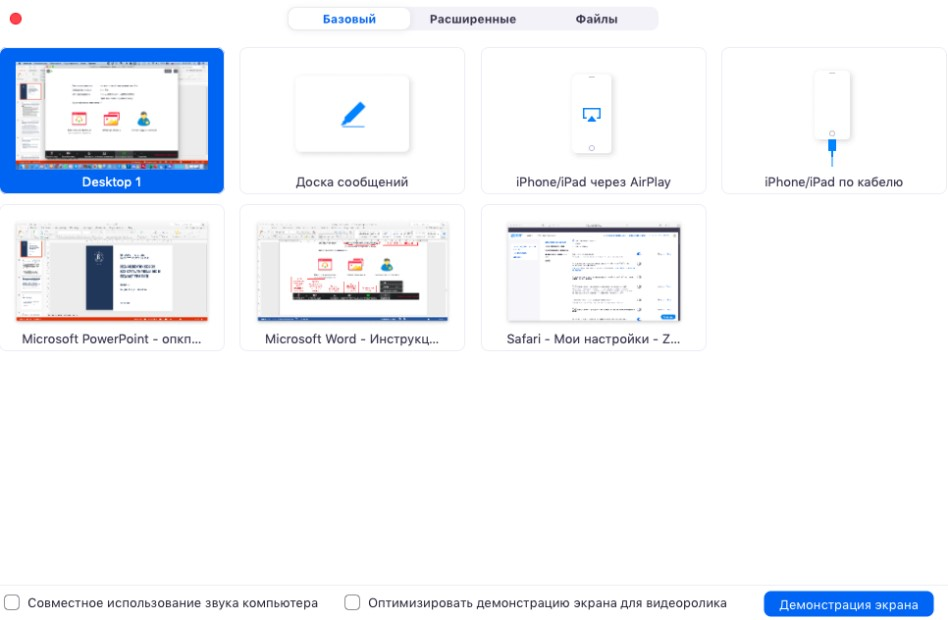 Базовый
Расширенные
Файлы
Desktop 1
Доска сообщений
iPhone/iPad через AirPlay
iPhone/iPad по кабелю
Microsoft PowerPoint - опкп...
Microsoft Word - Инструкц...
Safari - Мои настройки - Z...
Совместное использование звука компьютера
Оптимизировать демонстрацию экрана для видеоролика
Демонстрация экрана